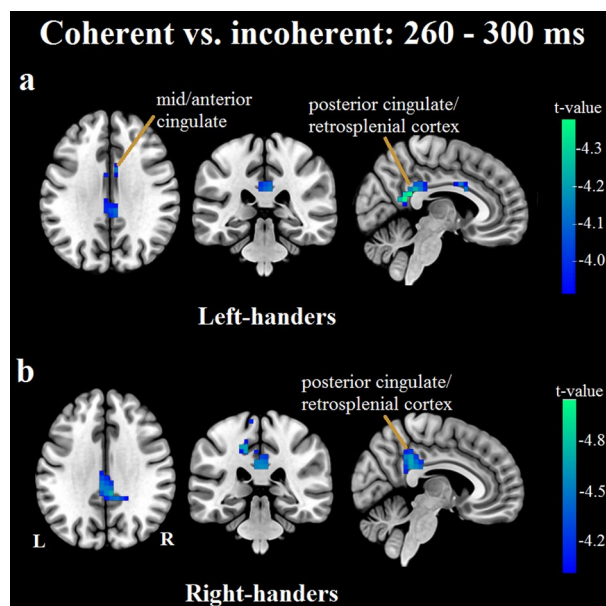 Coherent vs. incoherent: 260 - 300 ms
a
mid/anterior
cingulate
posterior cingulate/
retrosplenial cortex
t-value
-4.3
-4.2
-4.1
-4.0
Left-handers
b
posterior cingulate/
retrosplenial cortex
t-value
-4.8
-4.4
-4.2
L
R
Right-handers